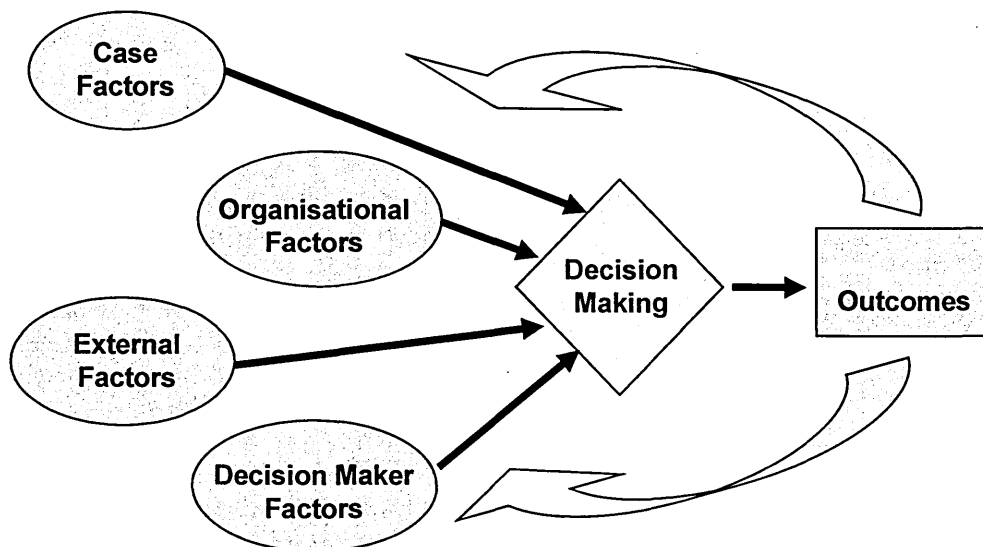 Case
Factors
Organisational
Factors
Decision
Making
Outcomes
External
Factors
Decision Maker
Factors